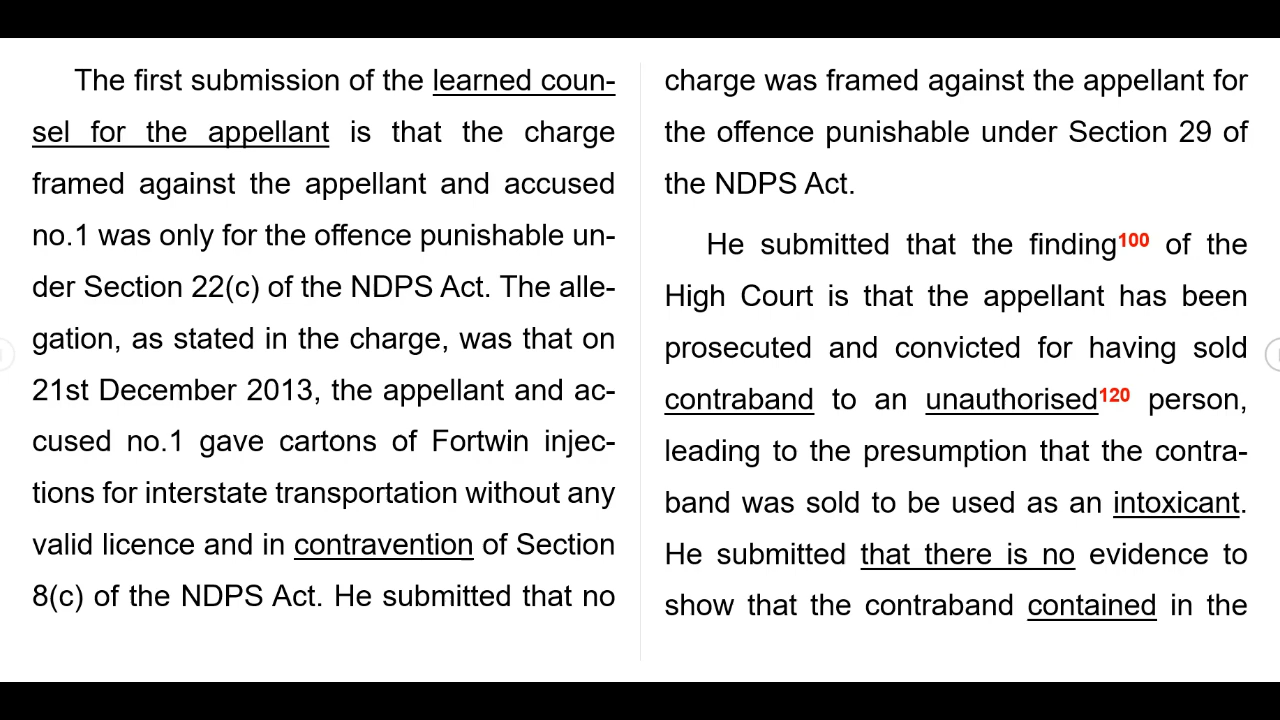 The first submission of the learned coun-
sel for the appellant is that the charge
framed against the appellant and accused
no.1 was only for the offence punishable un-
der Section 22(c) of the NDPS Act. The alle-
gation, as stated in the charge, was that on
21st December 2013, the appellant and ac-
cused no.1 gave cartons of Fortwin injec-
tions for interstate transportation without any
valid licence and in contravention of Section
8(c) of the NDPS Act. He submitted that no
charge was framed against the appellant for
the offence punishable under Section 29 of
the NDPS Act.
He submitted that the finding100 of the
High Court is that the appellant has been
prosecuted and convicted for having sold
contraband to an unauthorised120 person,
leading to the presumption that the contra-
band was sold to be used as an intoxicant.
He submitted that there is no evidence to
show that the contraband contained in the